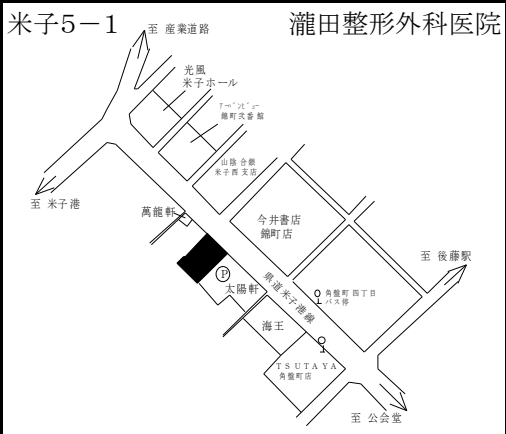 米子5−1
瀧田整形外科医院
至 産業道路
光風
米子ホール
アーバンビュー
錦町弐番館
山陰合銀
米子西支店
至 米子港
萬龍軒
今井書店
錦町店
至 後藤駅
P
太陽軒
県道米子港線
角盤町四丁目
バス停
海王
TSUTAYA
角盤町店
至 公会堂